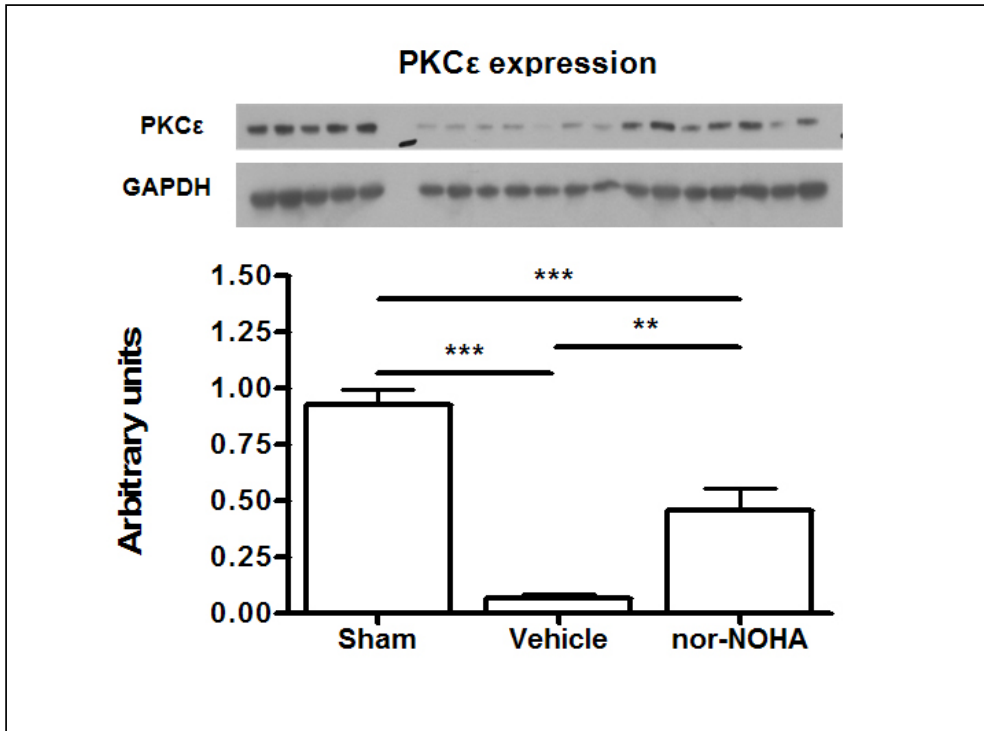 PKCε expression
PKCε
GAPDH
1.50
1.25
1.00
0.75
0.50
0.25
0.00
Arbitrary units
***
**
***
Sham Vehicle nor-NOHA